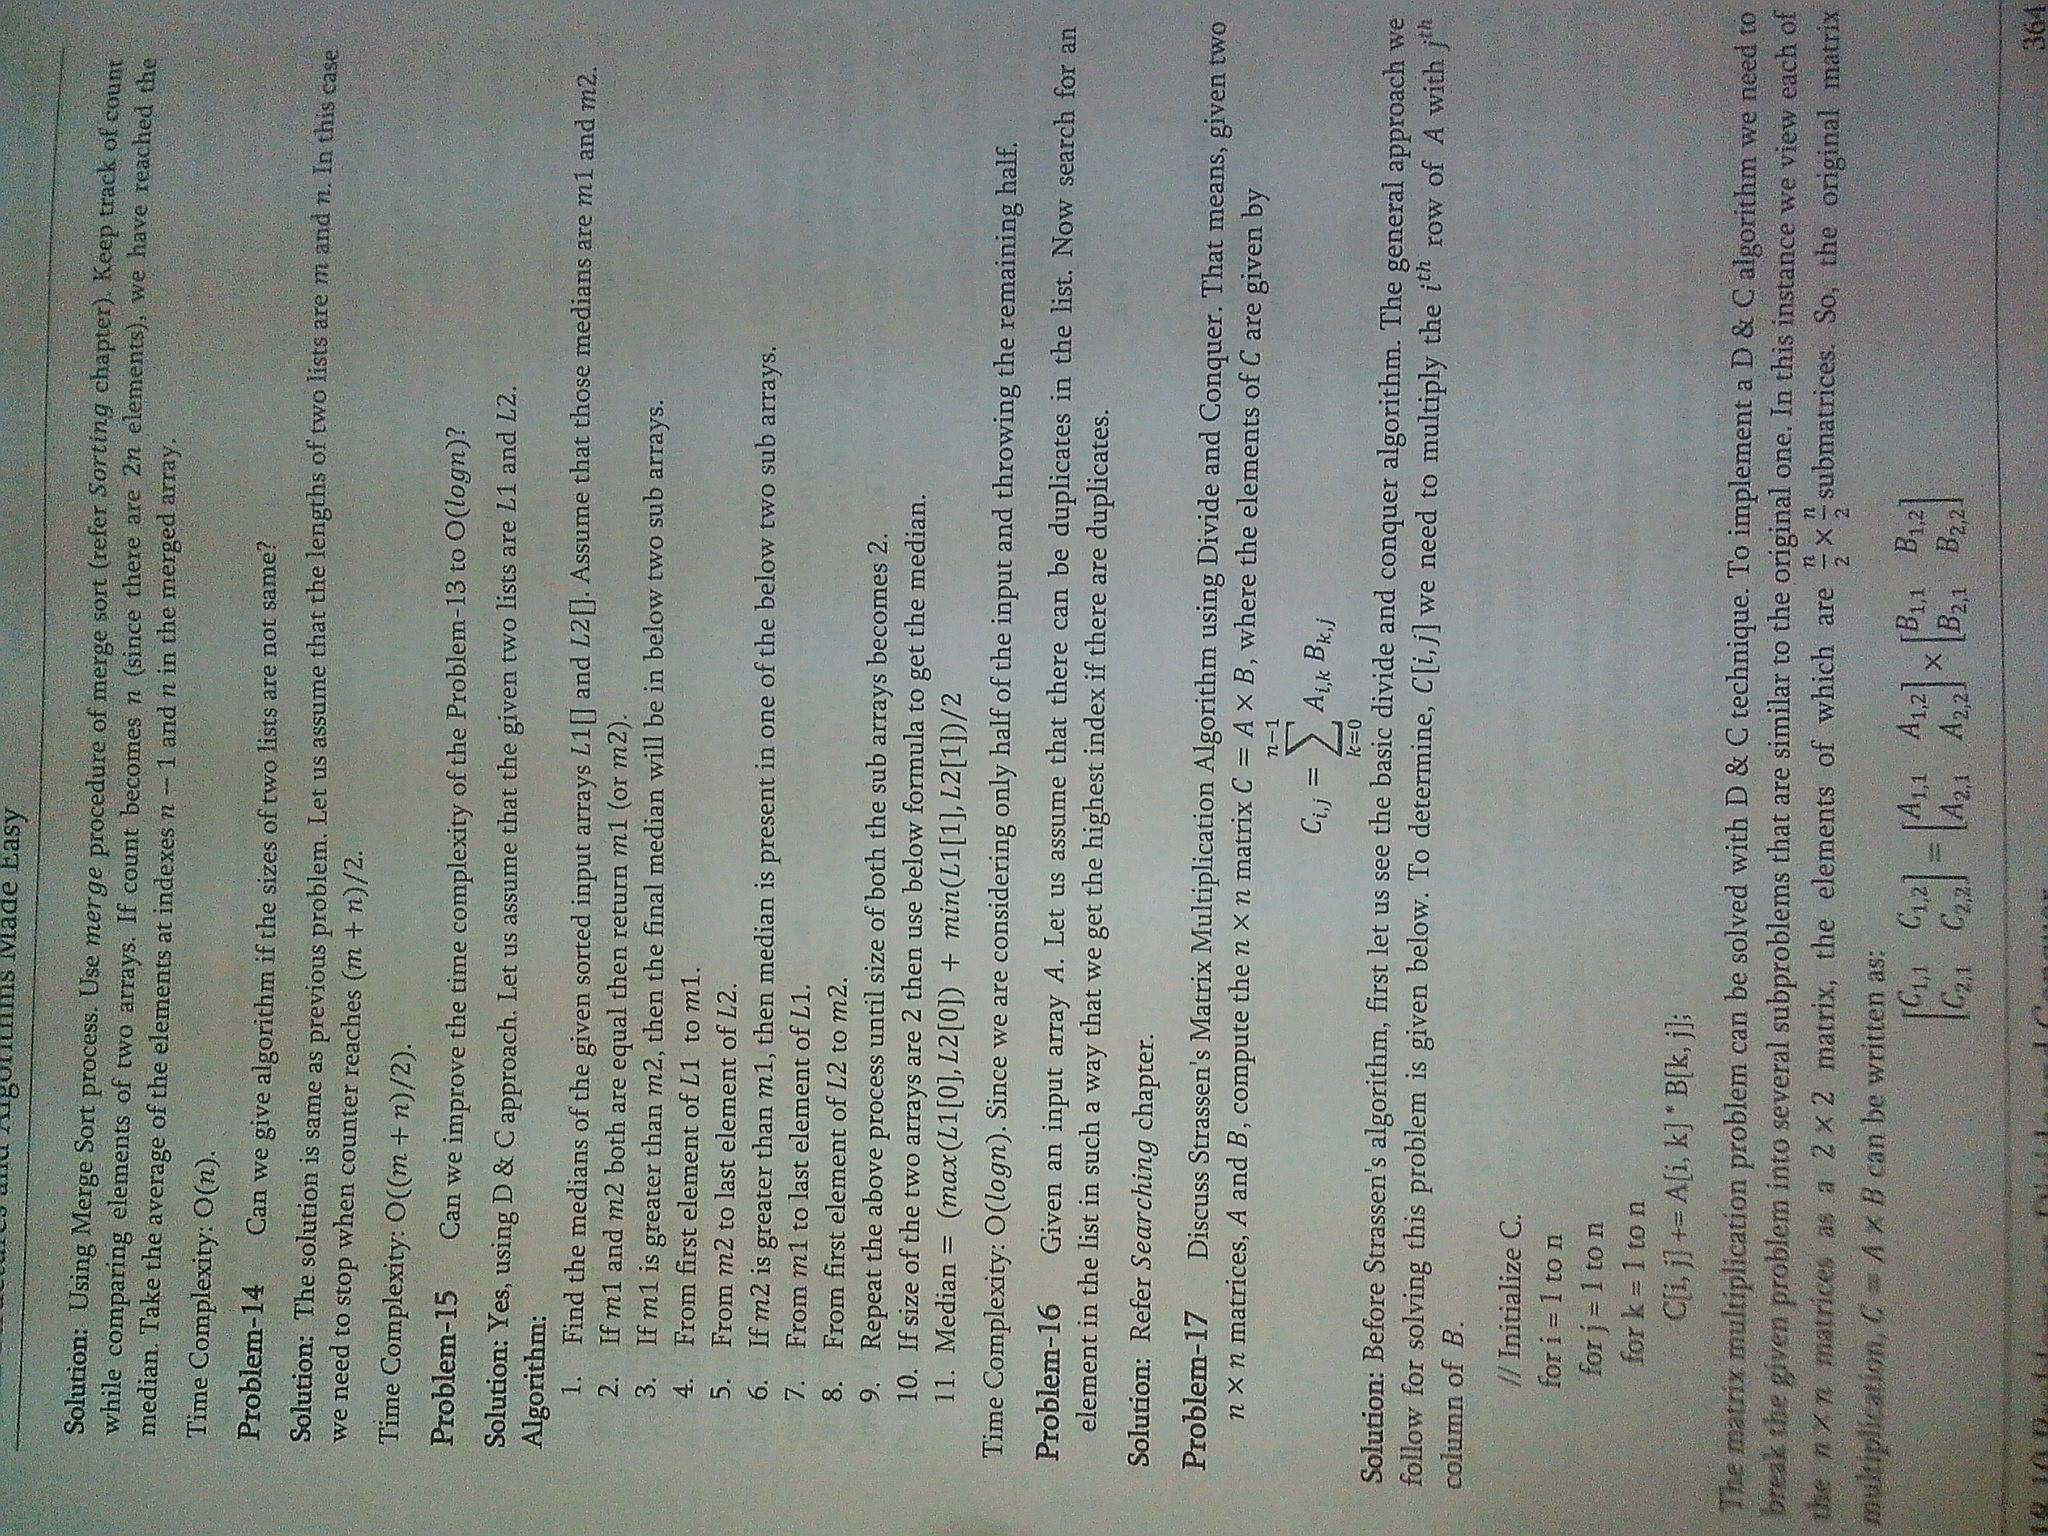 Algorithms Made Easy
Solution: Using Merge Sort process. Use merge procedure of merge sort (refer Sorting chapter). Keep track of count
while comparing elements of two arrays. If count becomes n (since there are 2n elements), we have reached the
median. Take the average of the elements at indexes n − 1 and n in the merged array.
Time Complexity: O(n).
Problem-14 Can we give algorithm if the sizes of two lists are not same?
Solution: The solution is same as previous problem. Let us assume that the lengths of two lists are m and n. In this case
we need to stop when counter reaches (m + n)/2.
Time Complexity: O((m + n)/2).
Problem-15 Can we improve the time complexity of the Problem-13 to O(logn)?
Solution: Yes, using D & C approach. Let us assume that the given two lists are L1 and L2.
Algorithm:
1. Find the medians of the given sorted input arrays L1[] and L2[]. Assume that those medians are m1 and m2.
2. If m1 and m2 both are equal then return m1 (or m2).
3. If m1 is greater than m2, then the final median will be in below two sub arrays.
4. From first element of L1 to m1.
5. From m2 to last element of L2.
6. If m2 is greater than m1, then median is present in one of the below two sub arrays.
7. From m1 to last element of L1.
8. From first element of L2 to m2.
9. Repeat the above process until size of both the sub arrays becomes 2.
10. If size of the two arrays are 2 then use below formula to get the median.
11. Median = (max(L1[0], L2[0]) + min(L1[1], L2[1])/2
Time Complexity: O(logn). Since we are considering only half of the input and throwing the remaining half.
Problem-16 Given an input array A. Let us assume that there can be duplicates in the list. Now search for an
element in the list in such a way that we get the highest index if there are duplicates.
Solution: Refer Searching chapter.
Problem-17 Discuss Strassen's Matrix Multiplication Algorithm using Divide and Conquer. That means, given two
n × n matrices, A and B, compute the n × n matrix C = A × B, where the elements of C are given by
n−1
C_{i,j} = ∑ A_{i,k} B_{k,j}
k=0
Solution: Before Strassen's algorithm, first let us see the basic divide and conquer algorithm. The general approach we
follow for solving this problem is given below. To determine, C[i, j] we need to multiply the i^{th} row of A with j^{th}
column of B.
// Initialize C.
for i = 1 to n
for j = 1 to n
for k = 1 to n
C[i, j] += A[i, k] * B[k, j];
The matrix multiplication problem can be solved with D & C technique. To implement a D & C algorithm we need to
break the given problem into several subproblems that are similar to the original one. In this instance we view each of
the n × n matrices as a 2 × 2 matrix, the elements of which are n/2 × n/2 submatrices. So, the original matrix
multiplication, C = A × B can be written as:
[C_{1,1} C_{1,2}] = [A_{1,1} A_{1,2}] × [B_{1,1} B_{1,2}]
[C_{2,1} C_{2,2}] [A_{2,1} A_{2,2}] [B_{2,1} B_{2,2}]
364